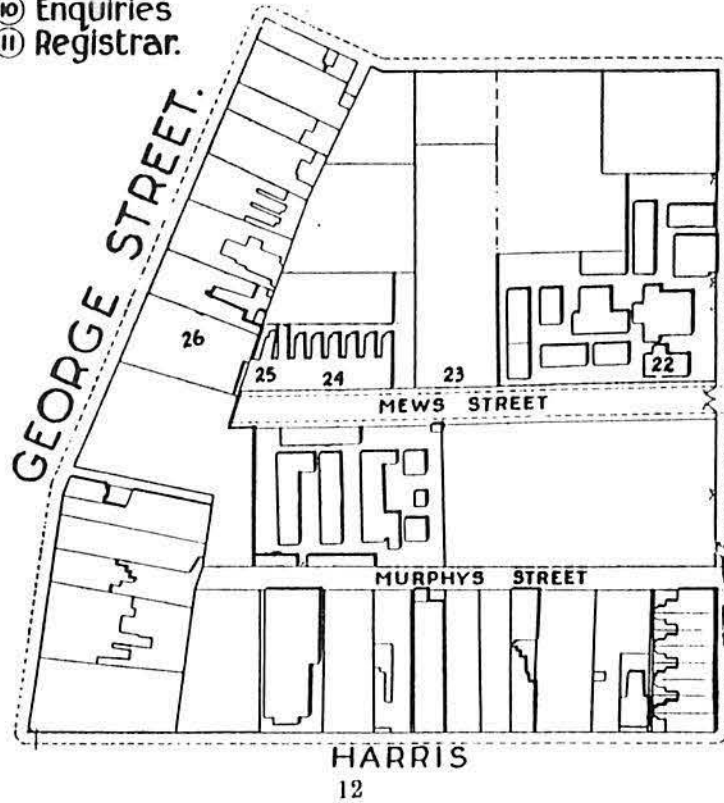 ⑩ Enquiries
⑪ Registrar.
GEORGE STREET.
26
25
24
23
22
MEWS STREET
MURPHYS STREET
HARRIS
12